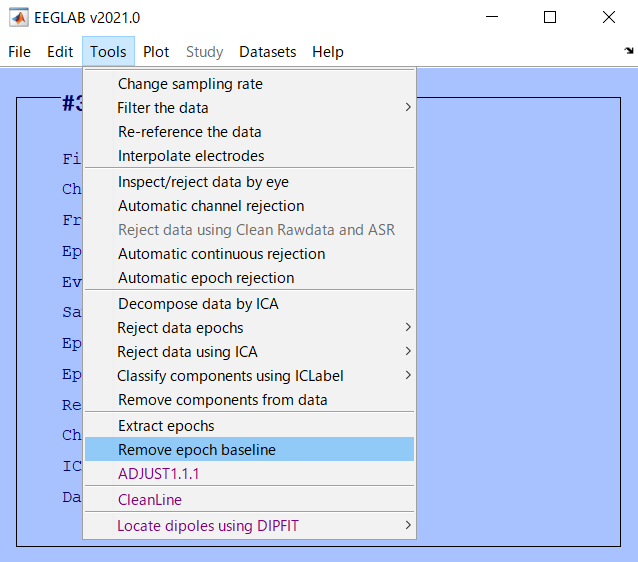 EEGLAB v2021.0
File Edit Tools Plot Study Datasets Help
#3
Change sampling rate
Filter the data
Re-reference the data
Interpolate electrodes
Fi
Inspect/reject data by eye
Ch
Automatic channel rejection
Fr
Reject data using Clean Rawdata and ASR
Ep
Automatic continuous rejection
Ev
Automatic epoch rejection
Sa
Decompose data by ICA
Reject data epochs
Ep
Reject data using ICA
Ep
Classify components using ICLabel
Re
Remove components from data
Ch
Extract epochs
Remove epoch baseline
IC
ADJUST1.1.1
Da
CleanLine
Locate dipoles using DIPFIT